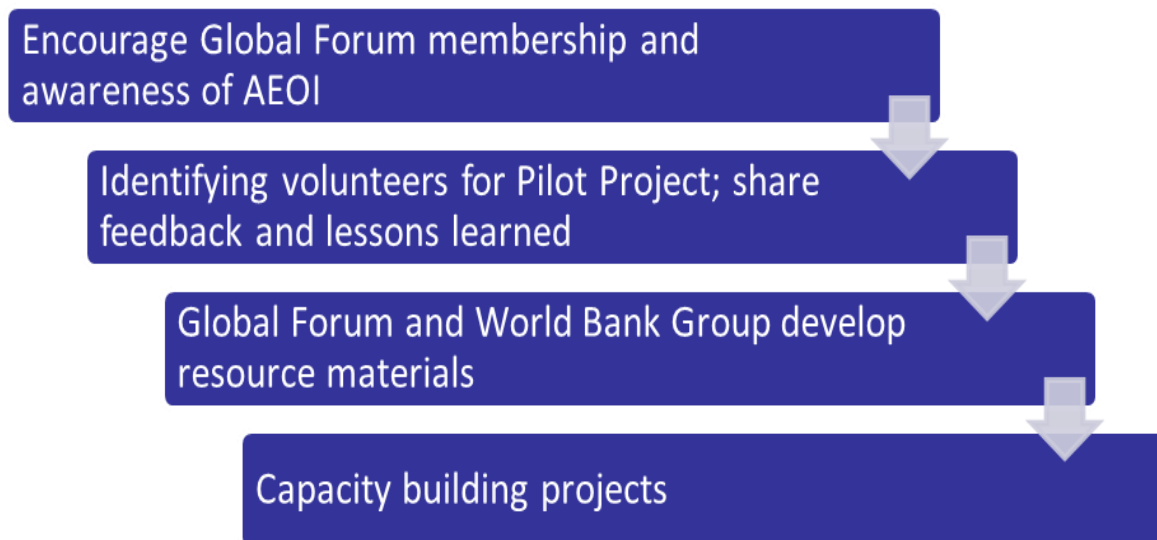 Encourage Global Forum membership and
awareness of AEOI
Identifying volunteers for Pilot Project; share
feedback and lessons learned
Global Forum and World Bank Group develop
resource materials
Capacity building projects